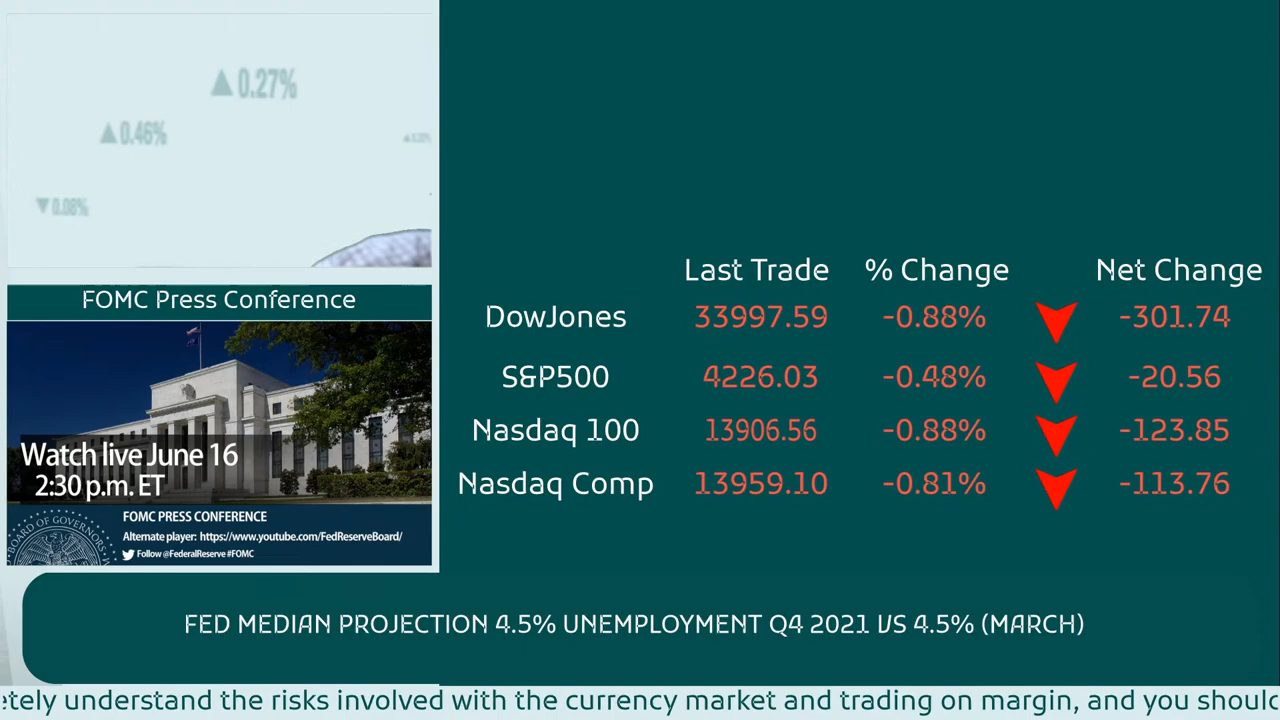 ▲0.27%
▲0.46%
▼0.08%
FOMC Press Conference
Watch live June 16
2:30 p.m. ET
FOMC PRESS CONFERENCE
Alternate player: https://www.youtube.com/FedReserveBoard/
Follow @FederalReserve #FOMC
BOARD OF GOVERNORS
Last Trade % Change Net Change
DowJones 33997.59 -0.88% -301.74
S&P500 4226.03 -0.48% -20.56
Nasdaq 100 13906.56 -0.88% -123.85
Nasdaq Comp 13959.10 -0.81% -113.76
FED MEDIAN PROJECTION 4.5% UNEMPLOYMENT Q4 2021 VS 4.5% (MARCH)
understand the risks involved with the currency market and trading on margin, and you